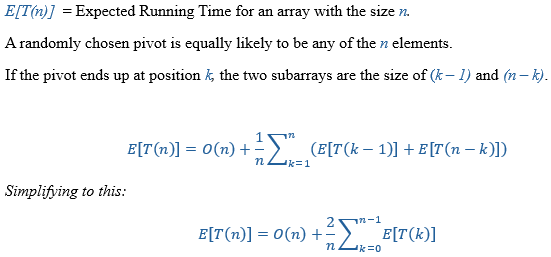 E[T(n)] = Expected Running Time for an array with the size n.
A randomly chosen pivot is equally likely to be any of the n elements.
If the pivot ends up at position k, the two subarrays are the size of (k – 1) and (n – k).
E[T(n)] = O(n) + \frac{1}{n} \sum_{k=1}^{n} (E[T(k − 1)] + E[T(n − k)])
Simplifying to this:
E[T(n)] = O(n) + \frac{2}{n} \sum_{k=0}^{n−1} E[T(k)]